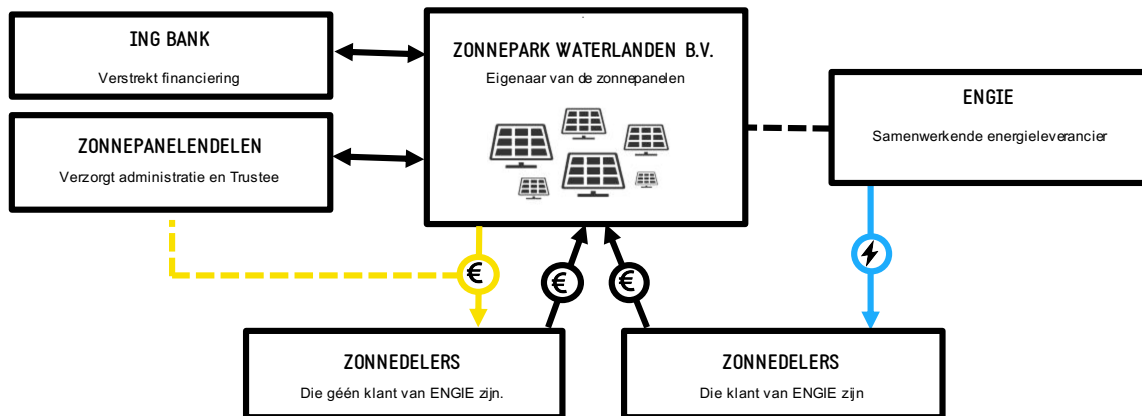 ING BANK
Verstrekt financiering
ZONNEPANELENDELEN
Verzorgt administratie en Trustee
ZONNEPARK WATERLANDEN B.V.
Eigenaar van de zonnepanelen
ENGIE
Samenwerkende energieleverancier
€
€
€
ZONNEDELERS
Die géén klant van ENGIE zijn.
ZONNEDELERS
Die klant van ENGIE zijn